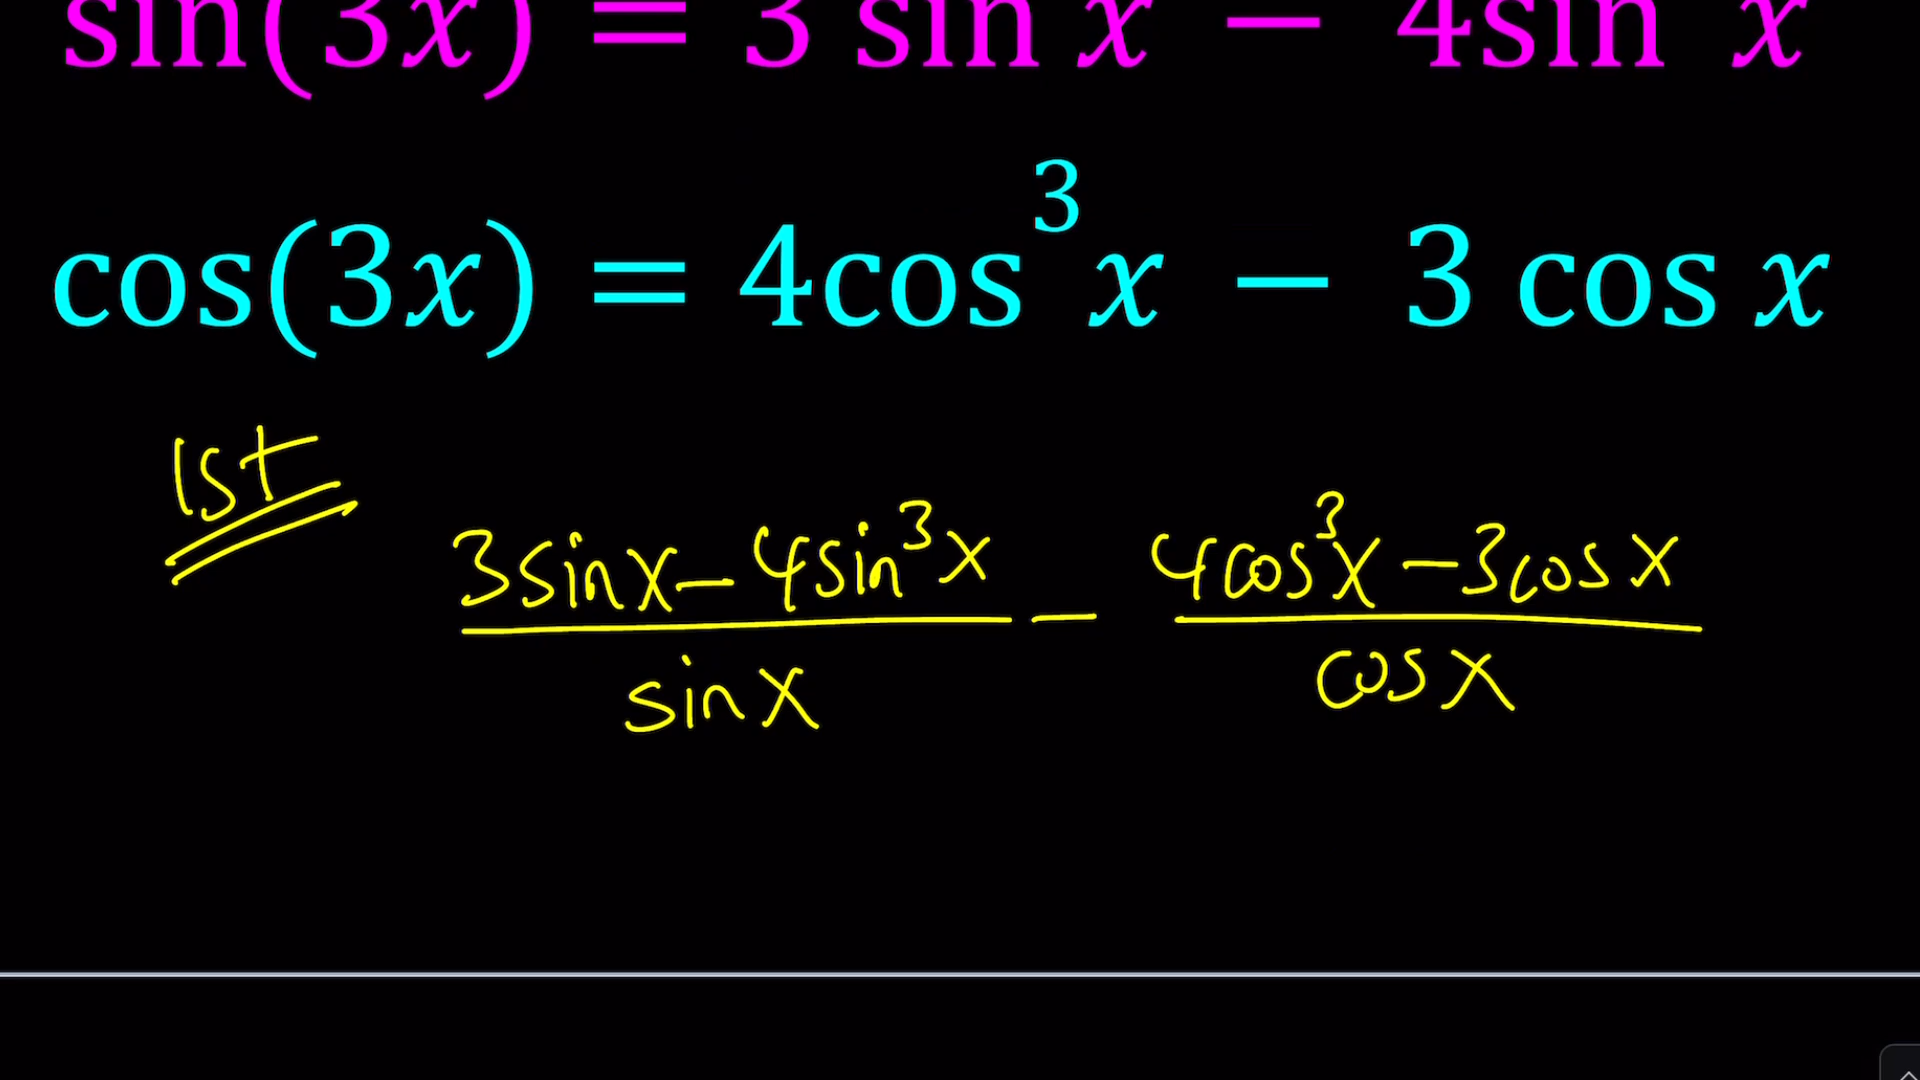 sin(3x) = 3 sin x − 4sin x
cos(3x) = 4cos³x − 3 cos x
1st
3sinx − 4sin³x − 4cos³x − 3cosx
sinx cosx